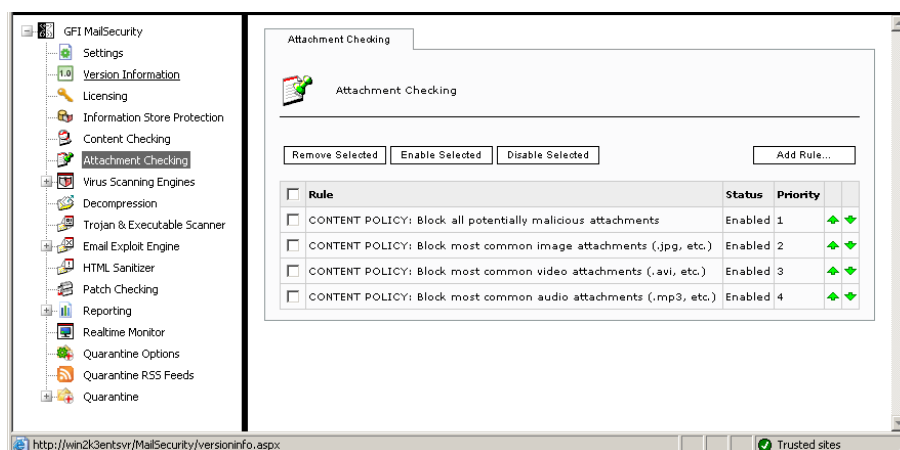 GFI MailSecurity
Settings
1.0 Version Information
Licensing
Information Store Protection
Content Checking
Attachment Checking
Virus Scanning Engines
Decompression
Trojan & Executable Scanner
Email Exploit Engine
HTML Sanitizer
Patch Checking
Reporting
Realtime Monitor
Quarantine Options
Quarantine RSS Feeds
Quarantine
Attachment Checking
Attachment Checking
Remove Selected Enable Selected Disable Selected Add Rule...
Rule Status Priority
CONTENT POLICY: Block all potentially malicious attachments Enabled 1
CONTENT POLICY: Block most common image attachments (.jpg, etc.) Enabled 2
CONTENT POLICY: Block most common video attachments (.avi, etc.) Enabled 3
CONTENT POLICY: Block most common audio attachments (.mp3, etc.) Enabled 4
http://win2k3entsvr/MailSecurity/versioninfo.aspx Trusted sites